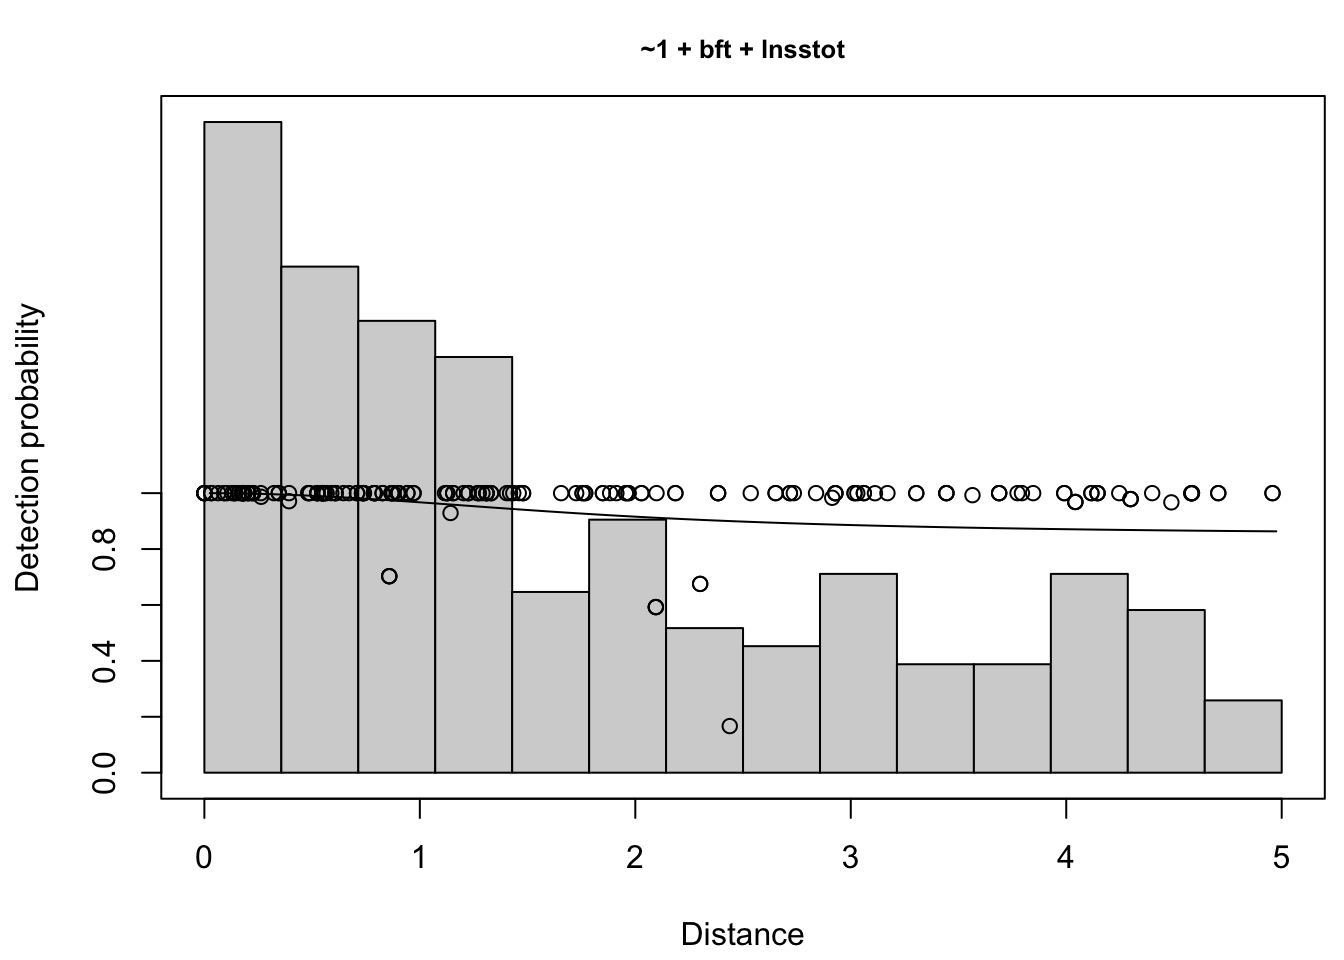 ~1 + bft + lnsstot
Detection probability
0.8
0.4
0.0
0 1 2 3 4 5
Distance